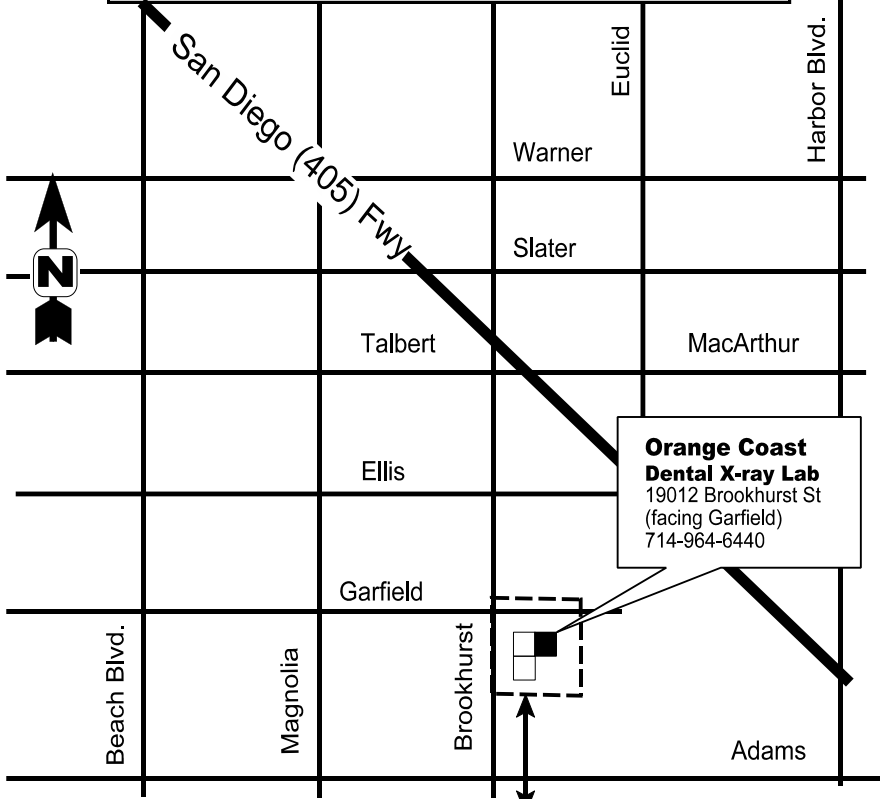 San Diego (405) Fwy
Euclid
Harbor Blvd.
Warner
N
Slater
Talbert
MacArthur
Ellis
Orange Coast
Dental X-ray Lab
19012 Brookhurst St
(facing Garfield)
714-964-6440
Garfield
Beach Blvd.
Magnolia
Brookhurst
Adams